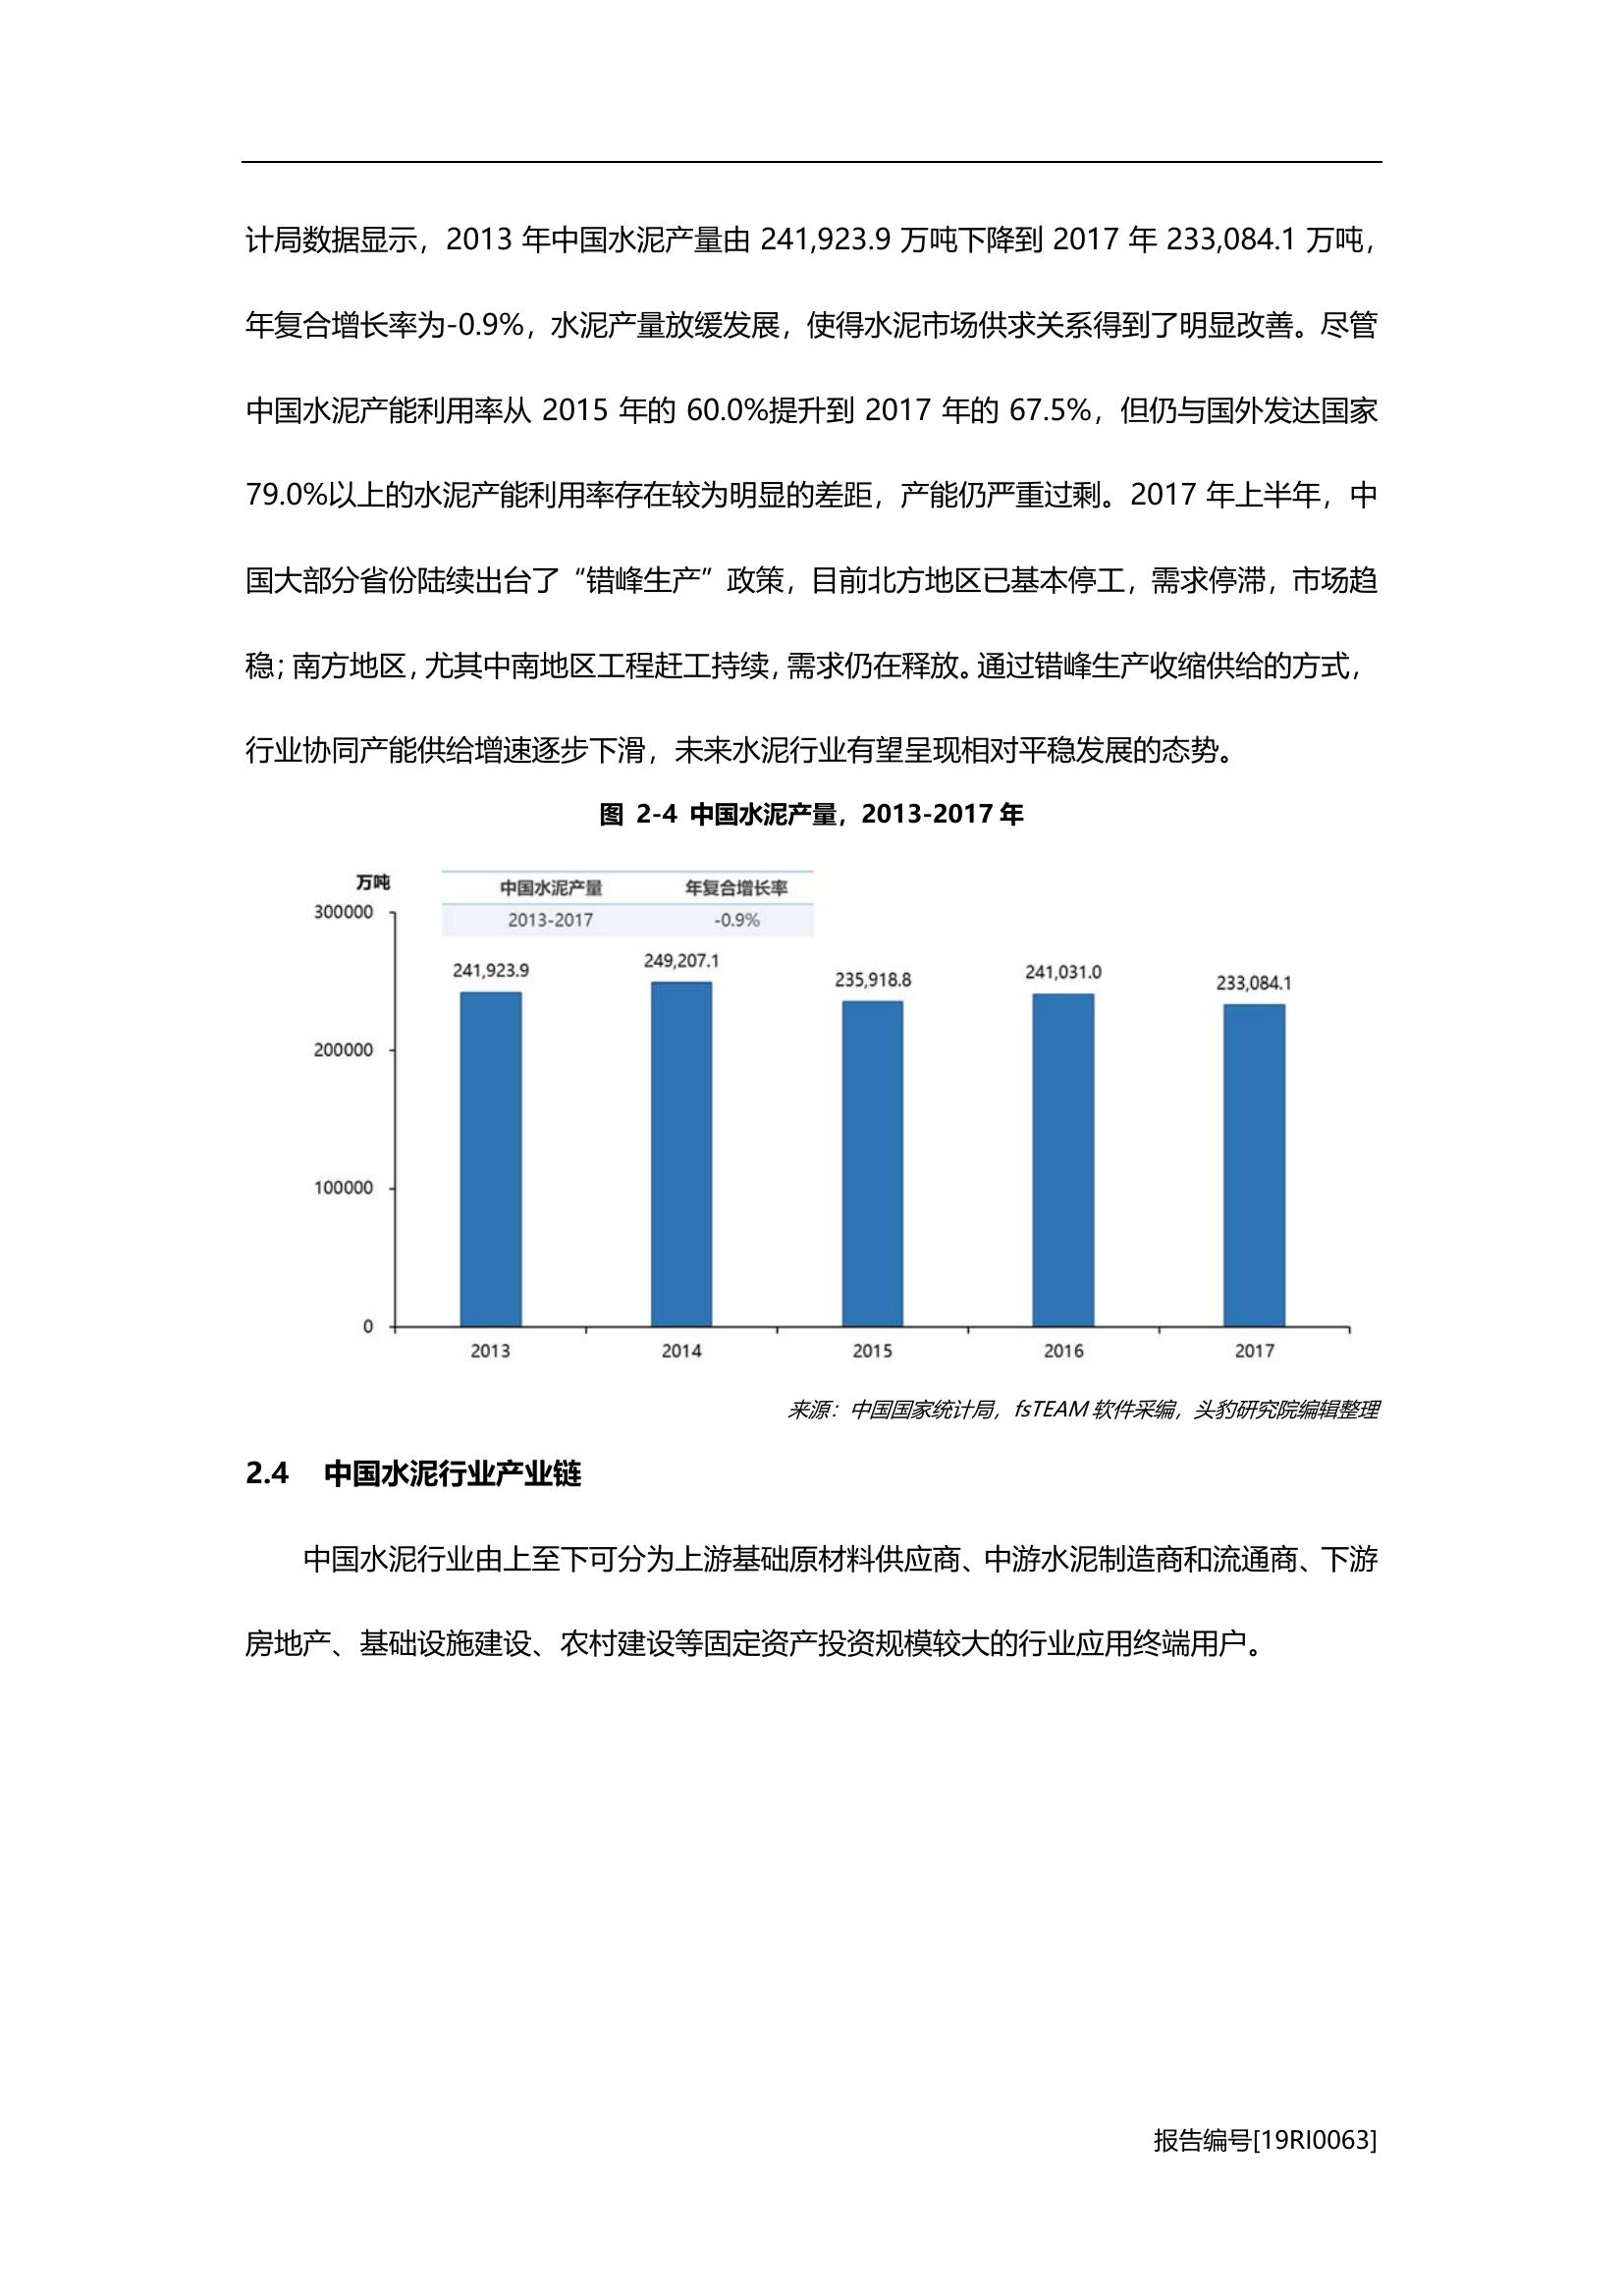 计局数据显示，2013 年中国水泥产量由 241,923.9 万吨下降到 2017 年 233,084.1 万吨，
年复合增长率为-0.9%，水泥产量放缓发展，使得水泥市场供求关系得到了明显改善。尽管
中国水泥产能利用率从 2015 年的 60.0%提升到 2017 年的 67.5%，但仍与国外发达国家
79.0%以上的水泥产能利用率存在较为明显的差距，产能仍严重过剩。2017 年上半年，中
国大部分省份陆续出台了“错峰生产”政策，目前北方地区已基本停工，需求停滞，市场趋
稳；南方地区，尤其中南地区工程赶工持续，需求仍在释放。通过错峰生产收缩供给的方式，
行业协同产能供给增速逐步下滑，未来水泥行业有望呈现相对平稳发展的态势。
图 2-4 中国水泥产量，2013-2017 年
万吨
中国水泥产量 年复合增长率
2013-2017 -0.9%
300000
200000
100000
0
241,923.9
249,207.1
235,918.8
241,031.0
233,084.1
2013 2014 2015 2016 2017
来源：中国国家统计局，fsTEAM 软件采编，头豹研究院编辑整理
2.4 中国水泥行业产业链
中国水泥行业由上至下可分为上游基础原材料供应商、中游水泥制造商和流通商、下游
房地产、基础设施建设、农村建设等固定资产投资规模较大的行业应用终端用户。
报告编号[19RI0063]